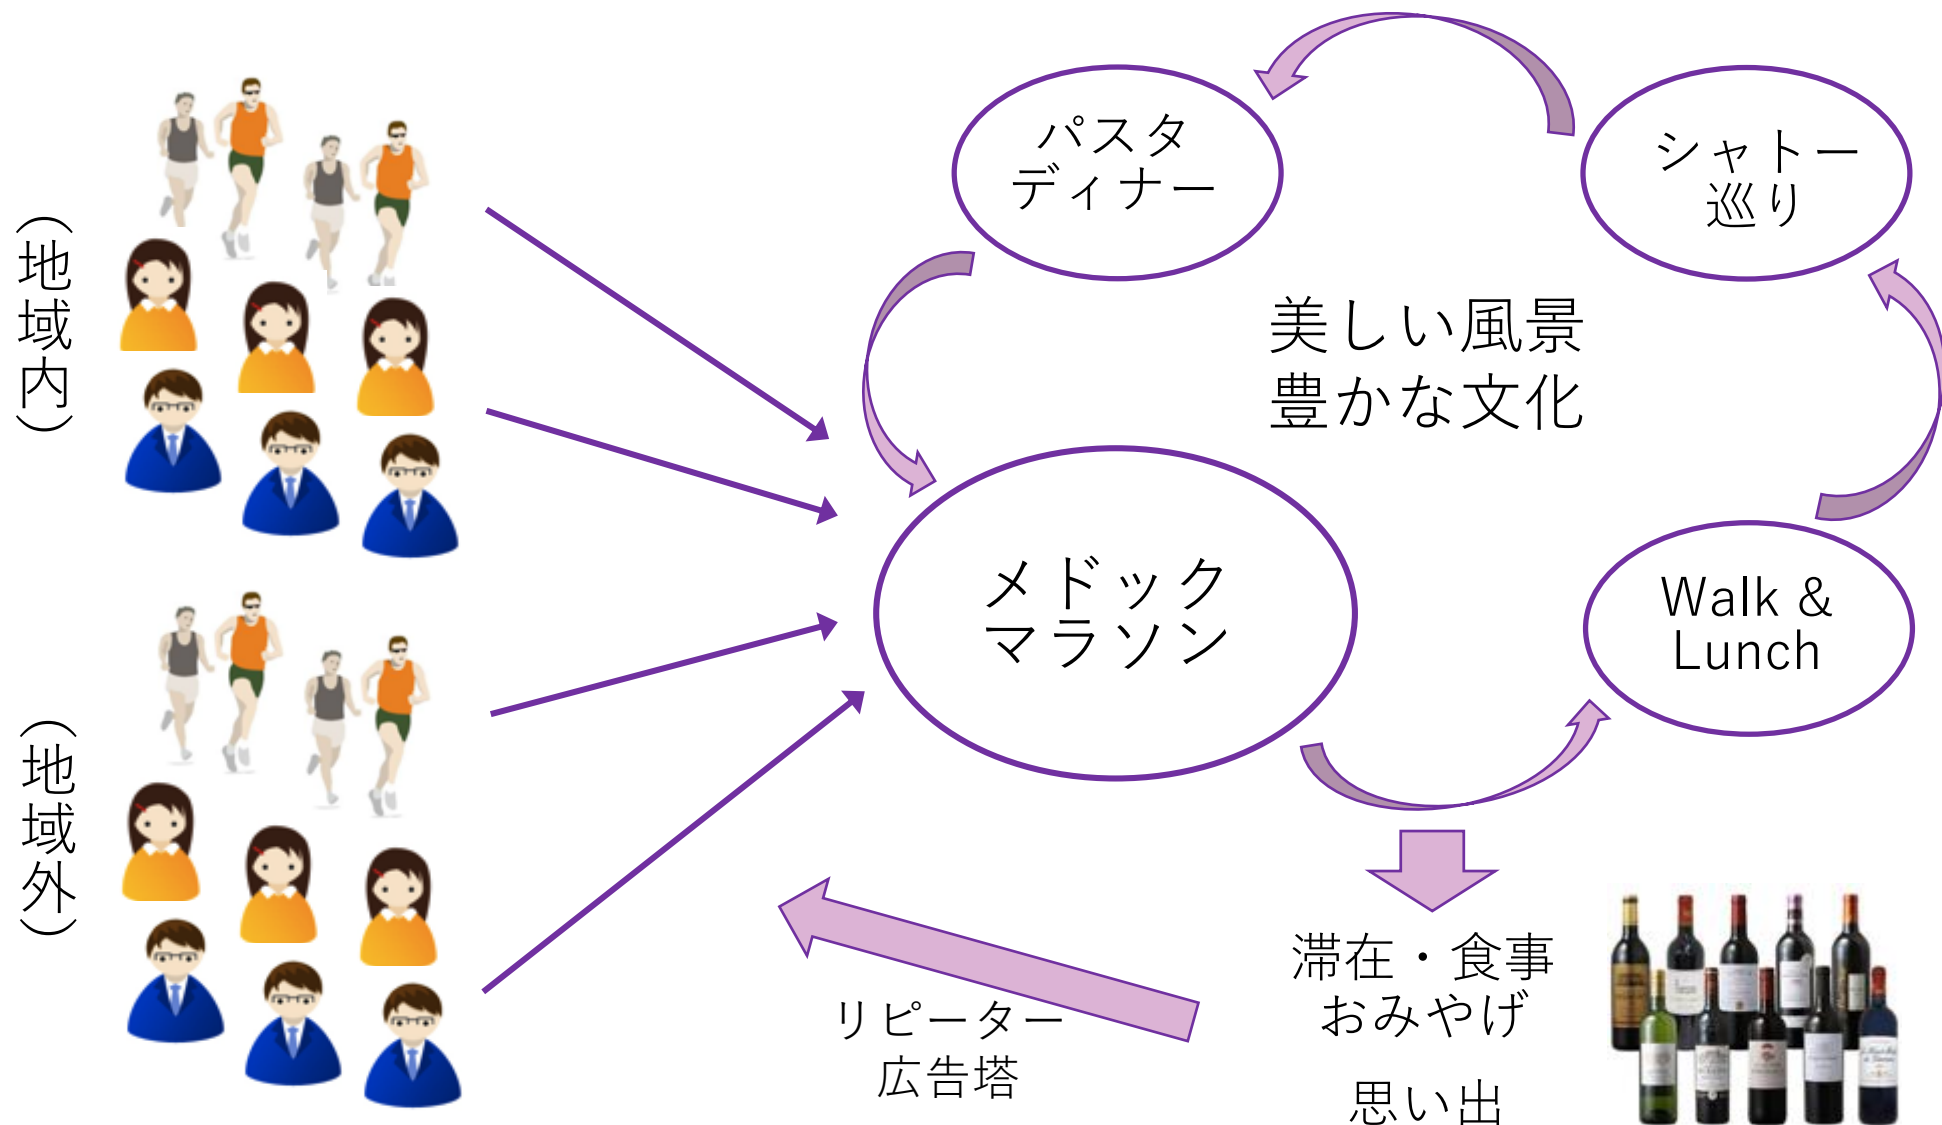 （地域内）
（地域外）
パスタ
ディナー
シャトー
巡り
美しい風景
豊かな文化
メドック
マラソン
Walk &
Lunch
滞在・食事
おみやげ
思い出
リピーター
広告塔